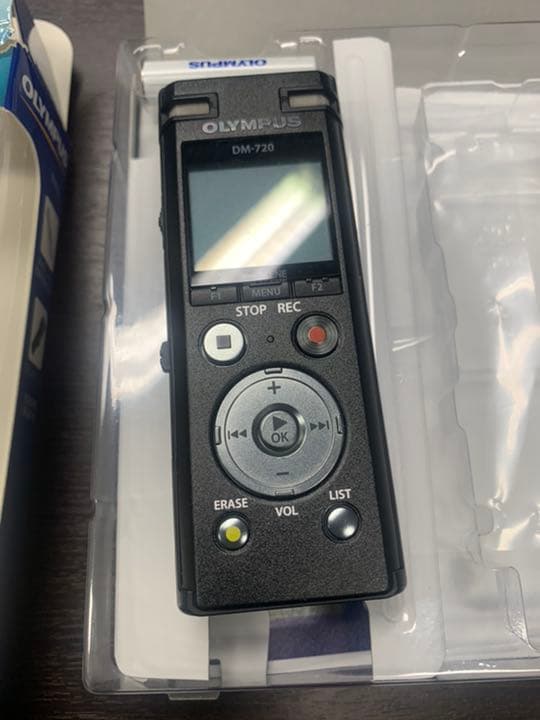 OLYMPUS
OLYMPUS
OLYMPUS
DM-720
F1 MENU F2
STOP REC
+
OK
−
ERASE VOL LIST